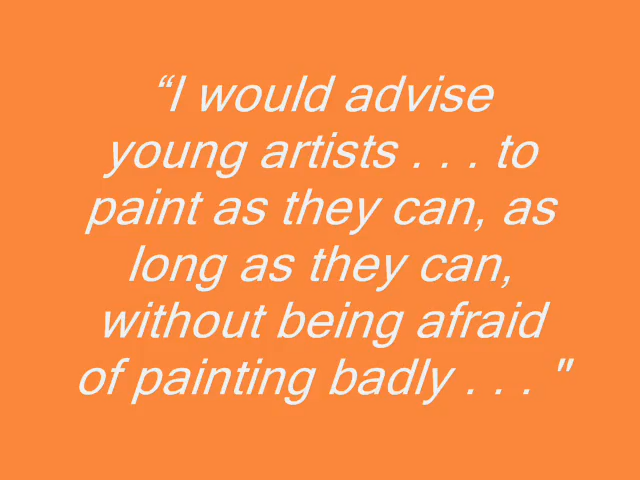 “I would advise
young artists . . . to
paint as they can, as
long as they can,
without being afraid
of painting badly . . . "